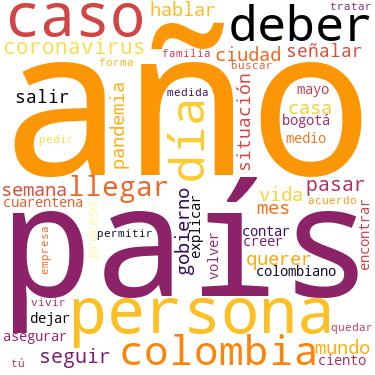 caso
hablar
deber
tratar
coronavirus
familia
ciudad
señalar
forma
buscar
año
salir
pandemia
medida
día
situación
mayo
casa
bogotá
medio
pedir
semana
llegar
cuarentena
gobierno
explicar
vida
mes
pasar
acuerdo
país
empresa
proceso
permitir
volver
contar
creer
querer
colombiano
encontrar
persona
vivir
dejar
asegurar
tú
seguir
colombia
quedar
mundo
ciento